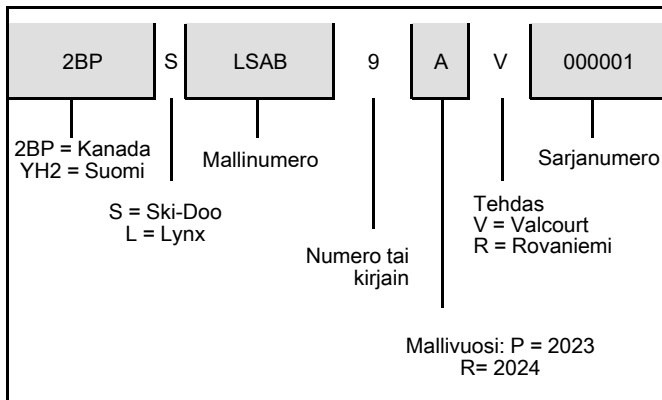 2BP S LSAB 9 A V 000001
2BP = Kanada
YH2 = Suomi
Mallinumero
Sarjanumero
S = Ski-Doo
L = Lynx
Tehdas
V = Valcourt
R = Rovaniemi
Numero tai
kirjain
Mallivuosi: P = 2023
R= 2024